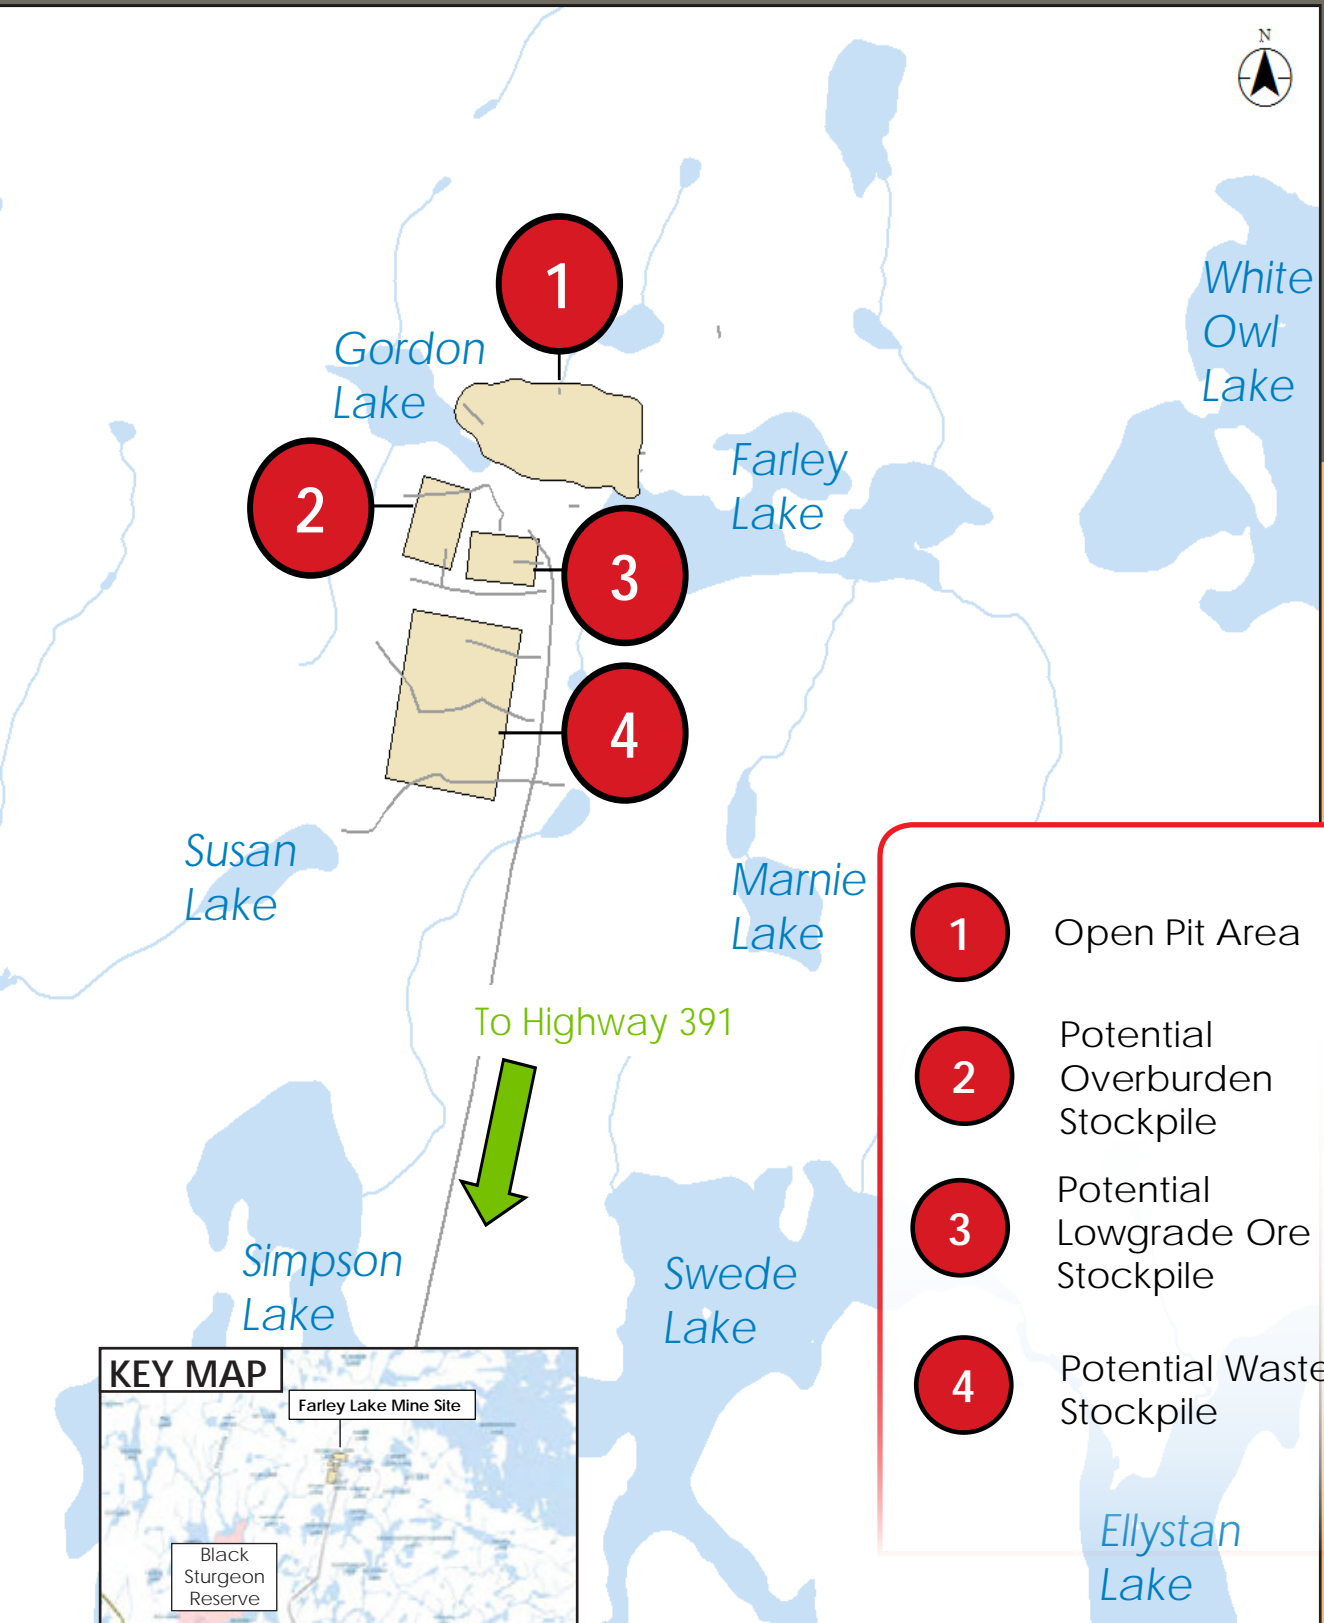 N
White
Owl
Lake
1
Gordon
Lake
Farley
Lake
2
3
4
Susan
Lake
Marnie
Lake
To Highway 391
Simpson
Lake
Swede
Lake
1 Open Pit Area
2 Potential
Overburden
Stockpile
3 Potential
Lowgrade Ore
Stockpile
4 Potential Waste
Stockpile
Ellystan
Lake
KEY MAP
Farley Lake Mine Site
Black
Sturgeon
Reserve